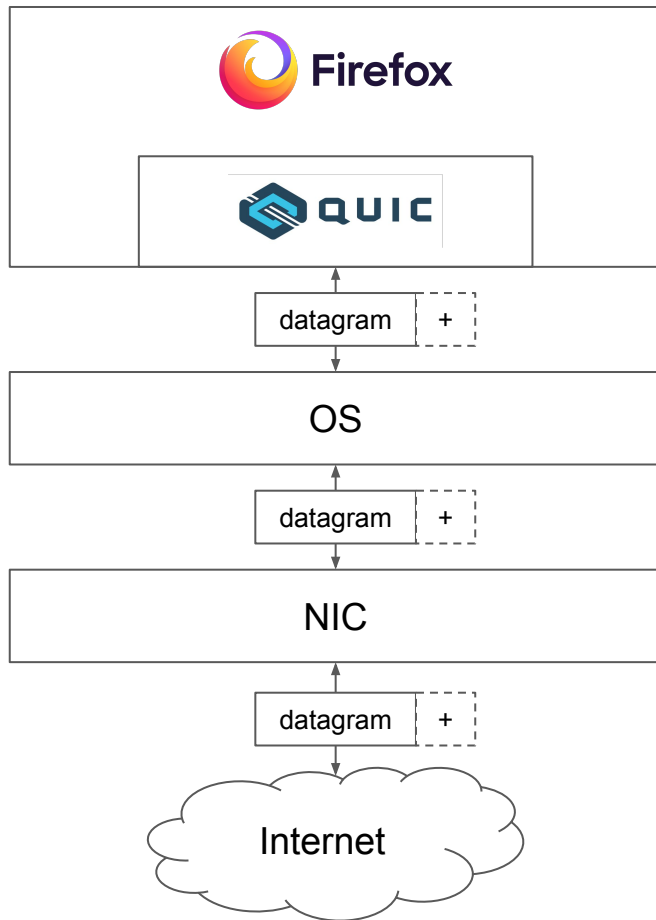 Firefox
QUIC
datagram +
OS
datagram +
NIC
datagram +
Internet